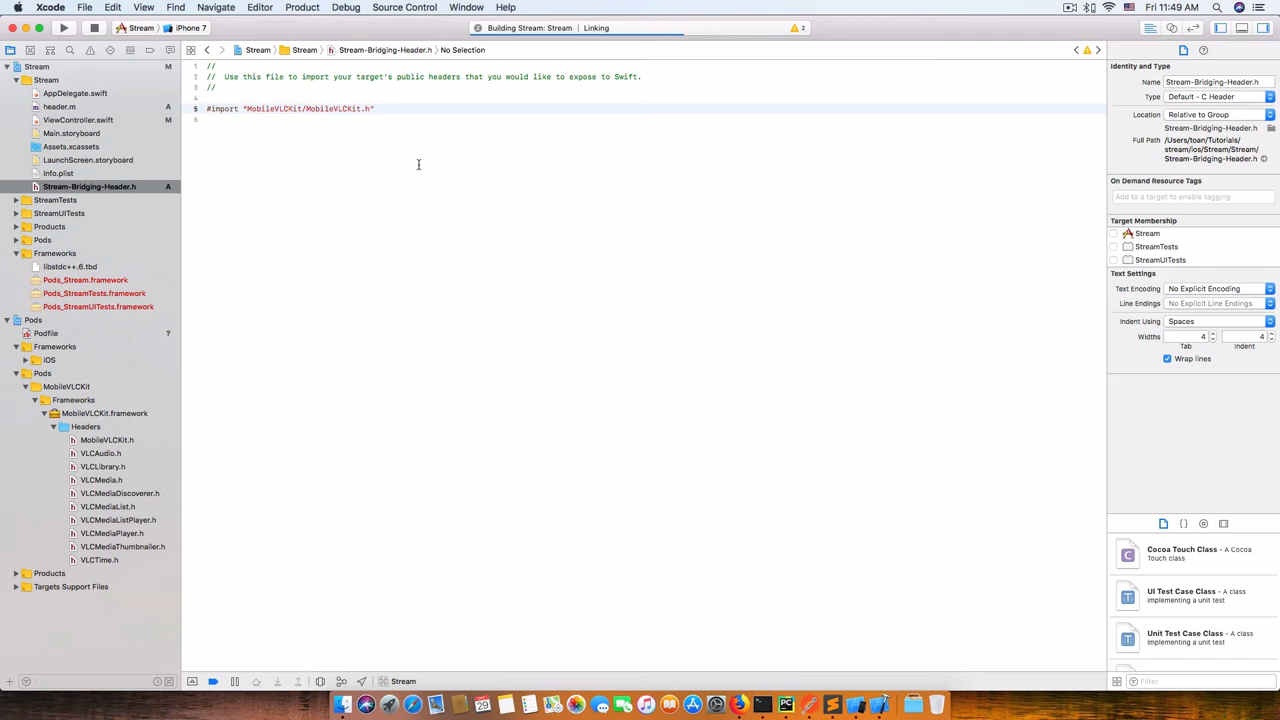 Xcode File Edit View Find Navigate Editor Product Debug Source Control Window Help
Fri 11:49 AM
Stream iPhone 7
Building Stream: Stream Linking
2
Stream Stream Stream-Bridging-Header.h No Selection
Stream M
Stream
AppDelegate.swift
header.m A
ViewController.swift M
Main.storyboard
Assets.xcassets
LaunchScreen.storyboard
Info.plist
Stream-Bridging-Header.h A
StreamTests
StreamUITests
Products
Pods
Frameworks
libstdc++.6.tbd
Pods_Stream.framework
Pods_StreamTests.framework
Pods_StreamUITests.framework
Pods
Podfile ?
Frameworks
iOS
Pods
MobileVLCKit
Frameworks
MobileVLCKit.framework
Headers
MobileVLCKit.h
VLCAudio.h
VLCLibrary.h
VLCMedia.h
VLCMediaDiscoverer.h
VLCMediaList.h
VLCMediaListPlayer.h
VLCMediaPlayer.h
VLCMediaThumbnailer.h
VLCTime.h
Products
Targets Support Files
1 //
2 // Use this file to import your target's public headers that you would like to expose to Swift.
3 //
4
5 #import "MobileVLCKit/MobileVLCKit.h"
6
Stream
Identity and Type
Name Stream-Bridging-Header.h
Type Default - C Header
Location Relative to Group
Stream-Bridging-Header.h
Full Path /Users/toan/Tutorials/
stream/ios/Stream/Stream/
Stream-Bridging-Header.h
On Demand Resource Tags
Add to a target to enable tagging
Target Membership
Stream
StreamTests
StreamUITests
Text Settings
Text Encoding No Explicit Encoding
Line Endings No Explicit Line Endings
Indent Using Spaces
Widths 4 4
Tab Indent
Wrap lines
Cocoa Touch Class - A Cocoa
Touch class
UI Test Case Class - A class
implementing a unit test
Unit Test Case Class - A class
implementing a unit test
Filter
29